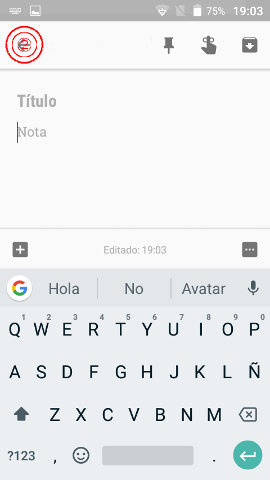 75% 19:03
Título
Nota
Editado: 19:03
Hola No Avatar
1 2 3 4 5 6 7 8 9 0
Q W E R T Y U I O P
A S D F G H J K L Ñ
Z X C V B N M
?123 , .